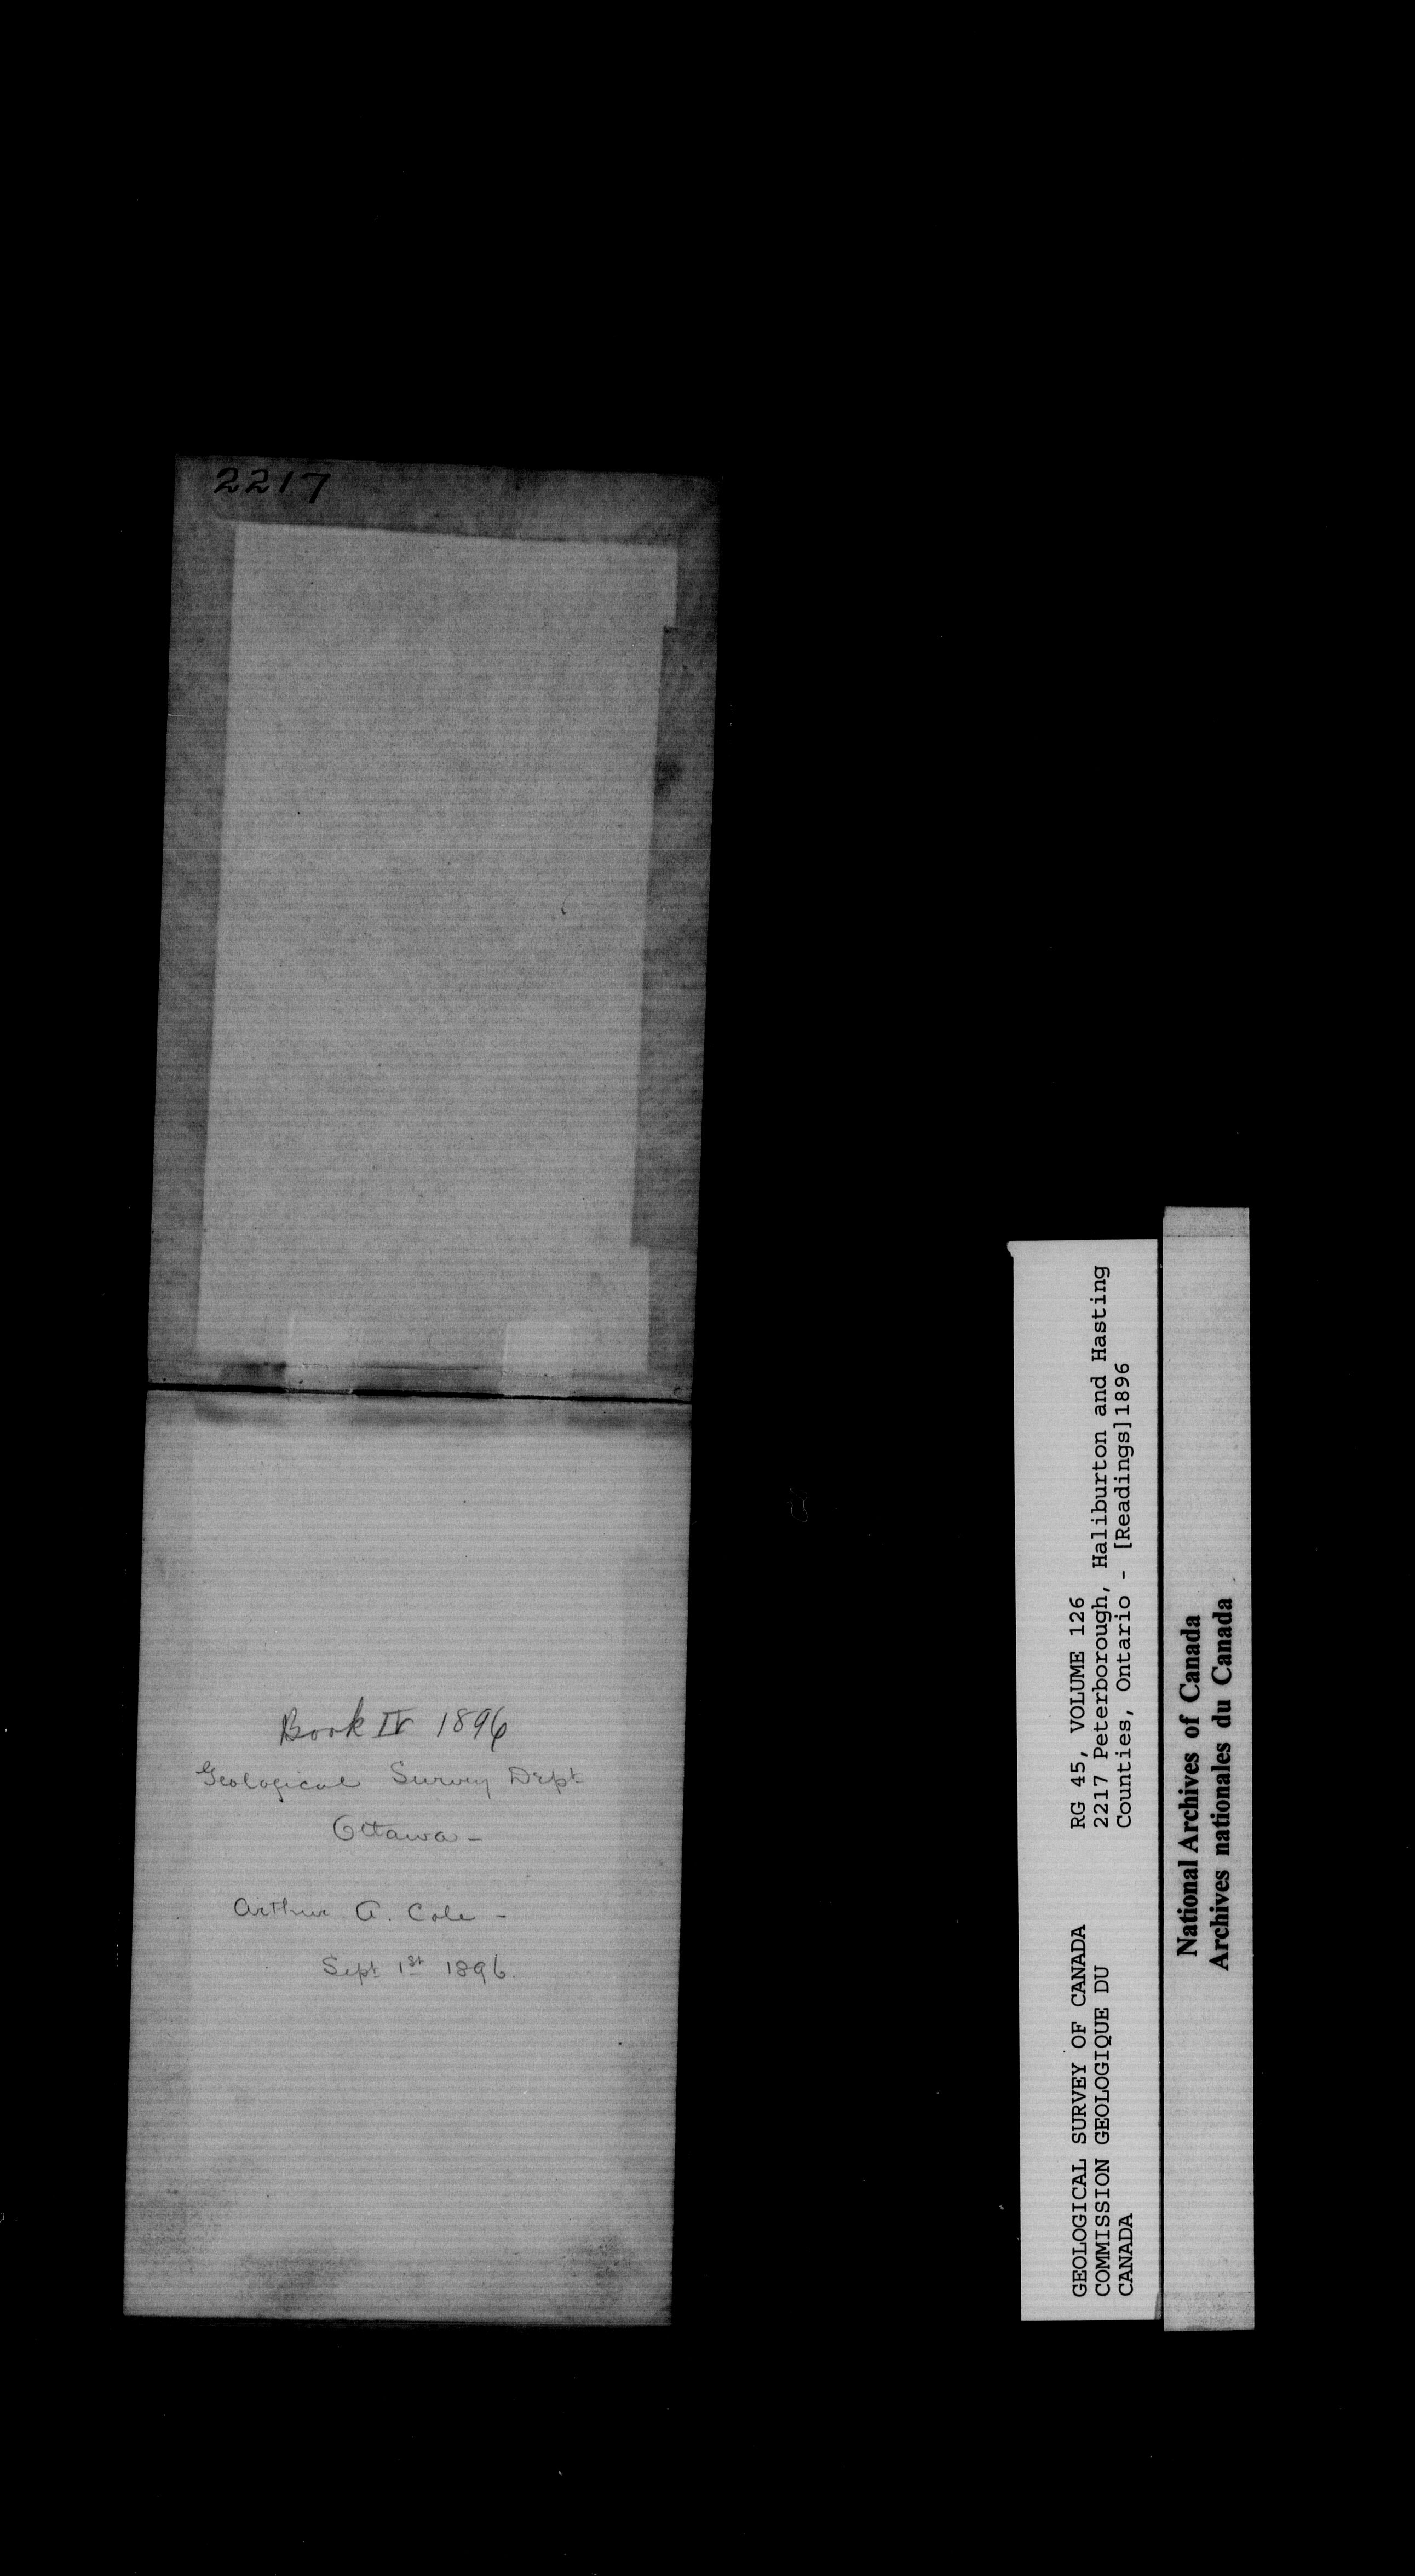 2217
Book IV 1896
Geological Survey Dept
Ottawa -
Arthur A. Cole -
Sept 1st 1896.
GEOLOGICAL SURVEY OF CANADA
COMMISSION GEOLOGIQUE DU
CANADA
RG 45, VOLUME 126
2217 Peterborough, Haliburton and Hasting
Counties, Ontario - [Readings]1896
National Archives of Canada
Archives nationales du Canada